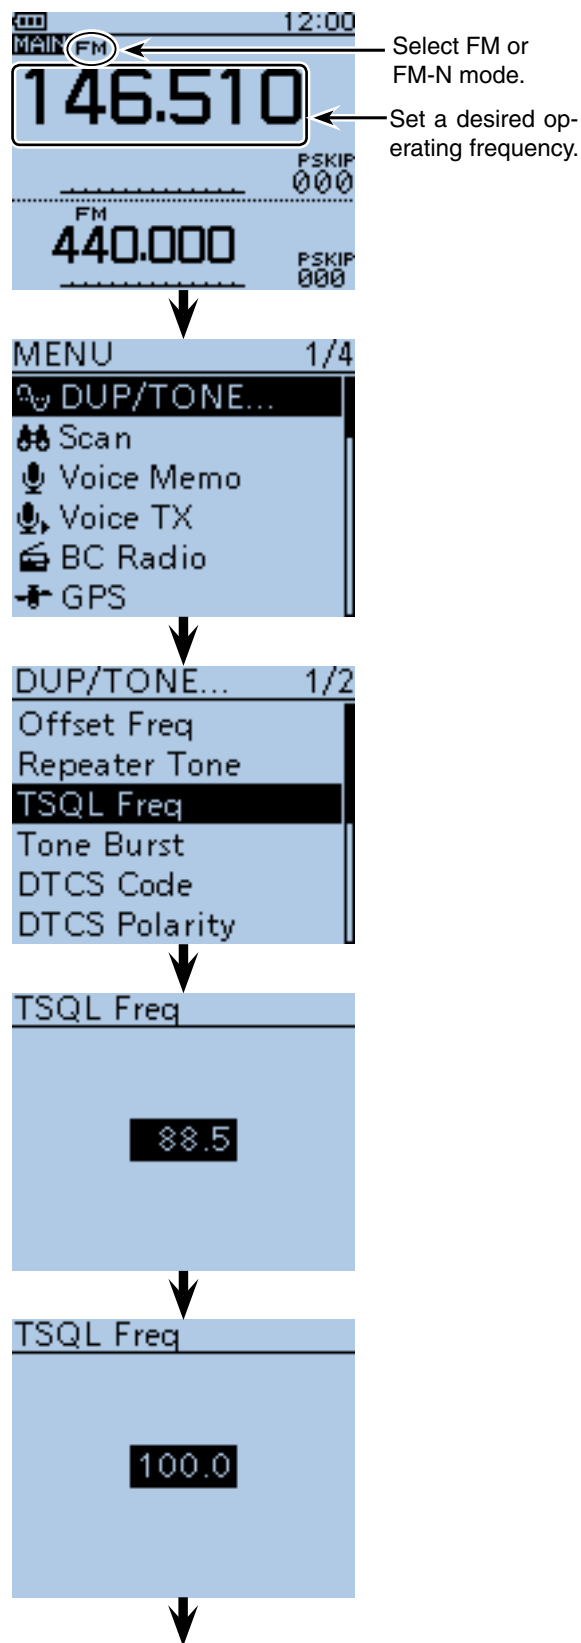 12:00
MAIN FM
Select FM or
FM-N mode.
146.510
Set a desired op-
erating frequency.
PSKIP
000
FM
440.000
PSKIP
000
MENU 1/4
DUP/TONE...
Scan
Voice Memo
Voice TX
BC Radio
GPS
DUP/TONE... 1/2
Offset Freq
Repeater Tone
TSQL Freq
Tone Burst
DTCS Code
DTCS Polarity
TSQL Freq
88.5
TSQL Freq
100.0